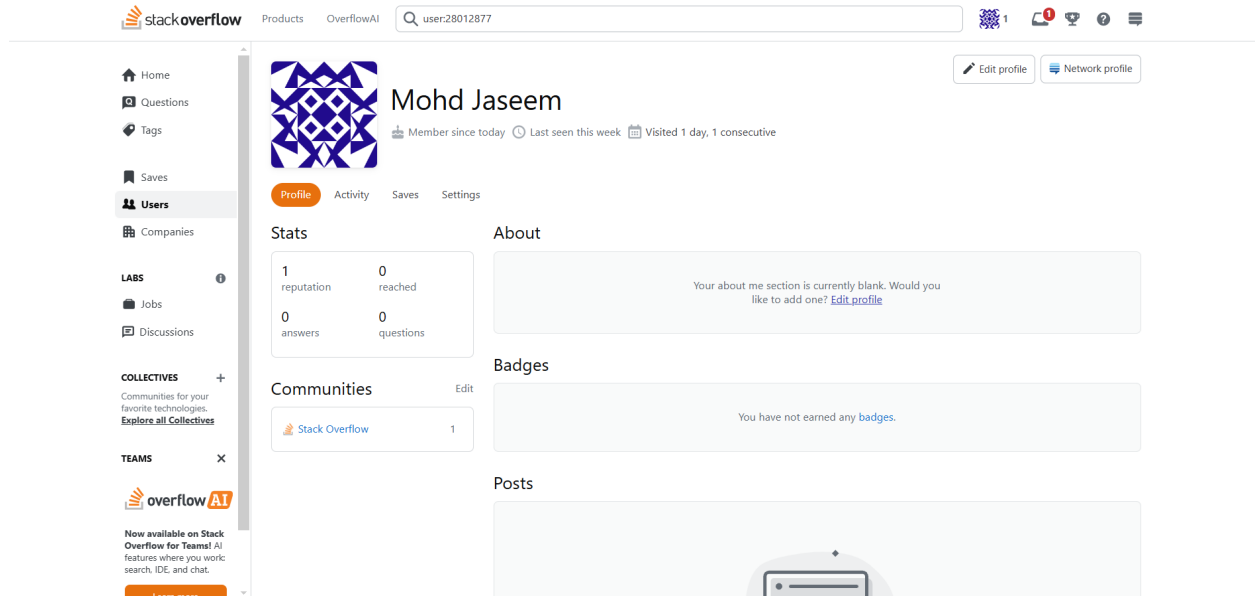 stack overflow
Products
OverflowAI
user:28012877
1
1
Home
Questions
Tags
Saves
Users
Companies
LABS
Jobs
Discussions
COLLECTIVES
Communities for your
favorite technologies.
Explore all Collectives
TEAMS
overflow AI
Now available on Stack
Overflow for Teams! AI
features where you work:
search, IDE, and chat.
Edit profile
Network profile
Mohd Jaseem
Member since today
Last seen this week
Visited 1 day, 1 consecutive
Profile
Activity
Saves
Settings
Stats
1
reputation
0
reached
0
answers
0
questions
Communities
Edit
Stack Overflow
1
About
Your about me section is currently blank. Would you
like to add one? Edit profile
Badges
You have not earned any badges.
Posts